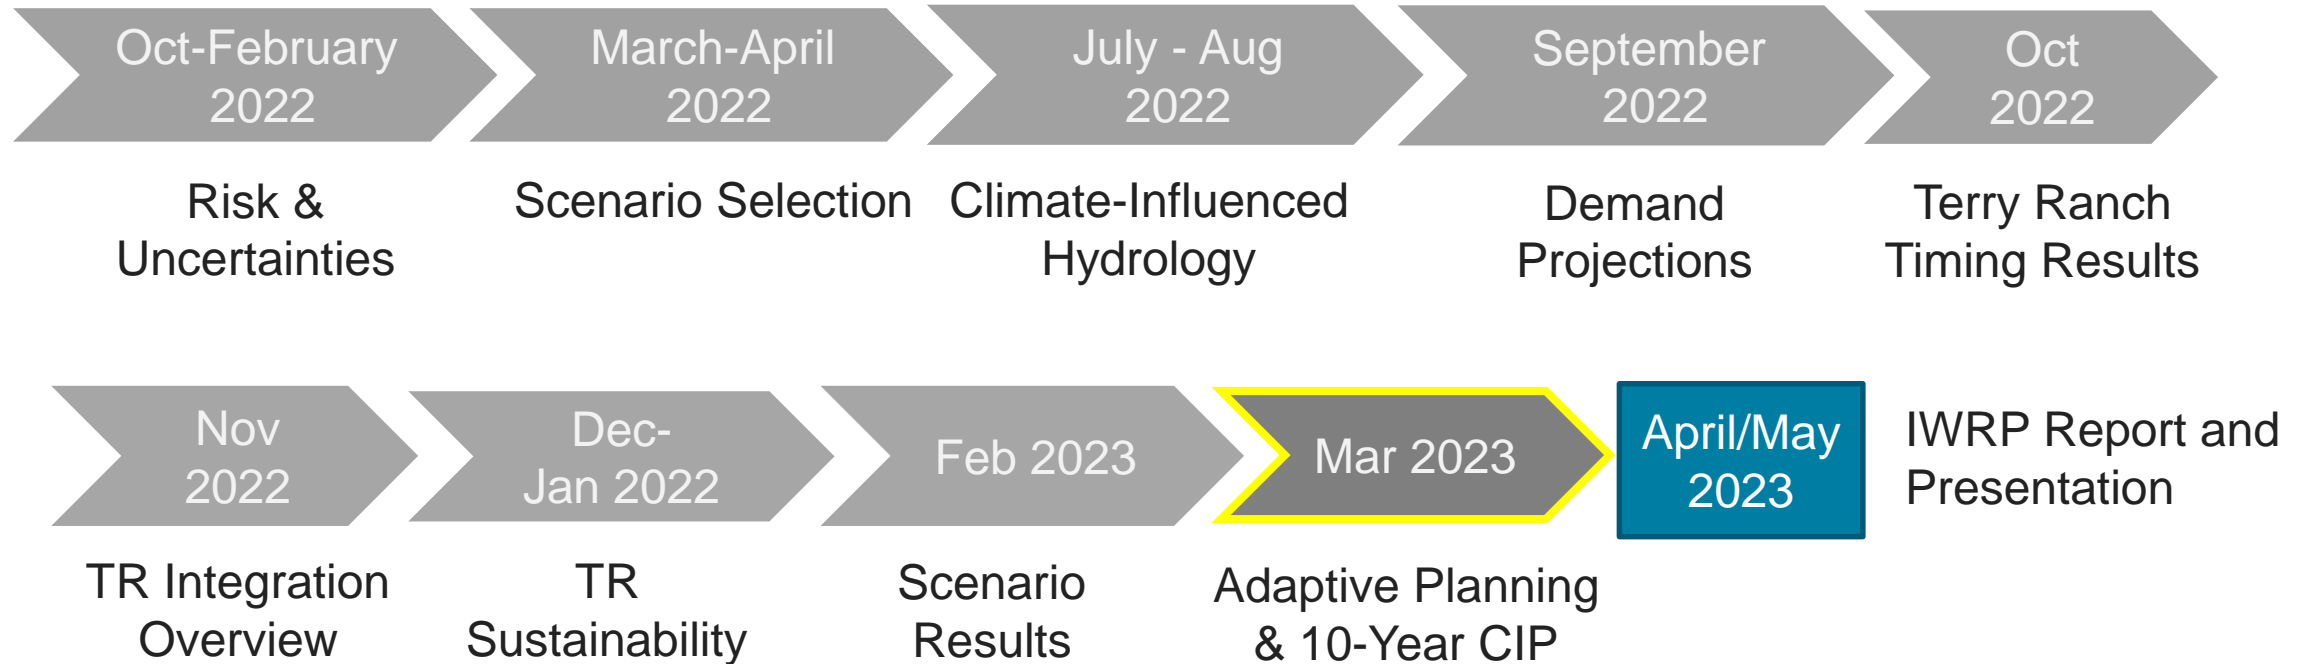 Oct-February
2022
March-April
2022
July - Aug
2022
September
2022
Oct
2022
Risk &
Uncertainties
Scenario Selection
Climate-Influenced
Hydrology
Demand
Projections
Terry Ranch
Timing Results
Nov
2022
Dec-
Jan 2022
Feb 2023
Mar 2023
April/May
2023
IWRP Report and
Presentation
TR Integration
Overview
TR
Sustainability
Scenario
Results
Adaptive Planning
& 10-Year CIP